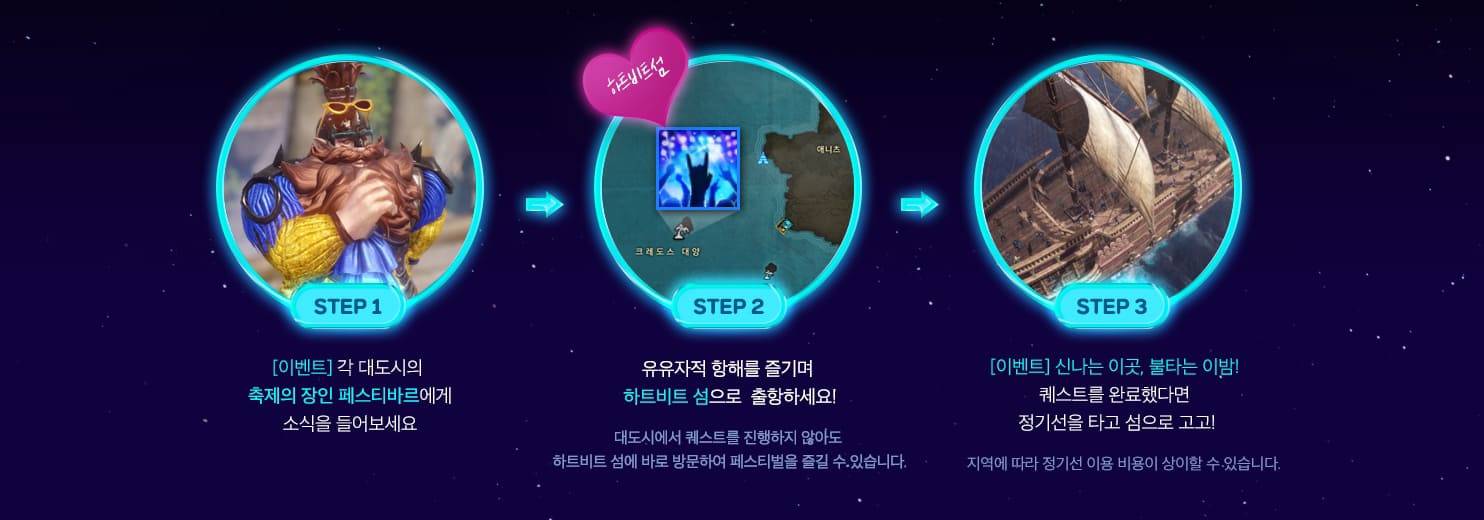 하트비트섬
애니츠
크레도스 대양
STEP 1
[이벤트] 각 대도시의
축제의 장인 페스티바르에게
소식을 들어보세요
STEP 2
유유자적 항해를 즐기며
하트비트 섬으로 출항하세요!
대도시에서 퀘스트를 진행하지 않아도
하트비트 섬에 바로 방문하여 페스티벌을 즐길 수 있습니다.
STEP 3
[이벤트] 신나는 이곳, 불타는 이밤!
퀘스트를 완료했다면
정기선을 타고 섬으로 고고!
지역에 따라 정기선 이용 비용이 상이할 수 있습니다.